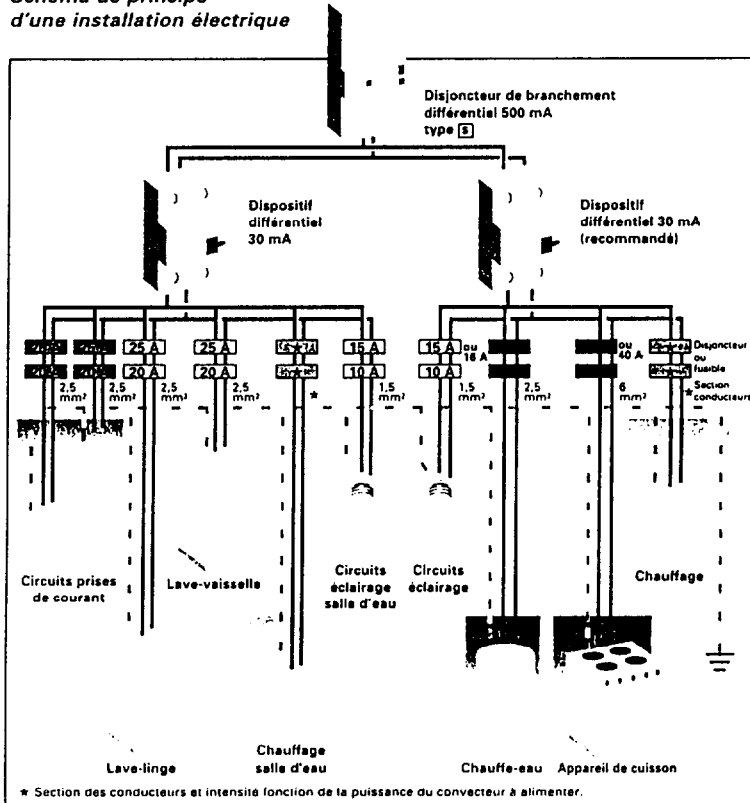 Schéma de principe
d'une installation électrique
Disjoncteur de branchement
différentiel 500 mA
type S
Dispositif
différentiel
30 mA
Dispositif
différentiel 30 mA
(recommandé)
25 A 25 A 15 A 15 A ou 16 A ou 40 A Disjoncteur
ou
fusible
20 A 20 A 20 A 20 A 10 A 10 A
2,5 mm² 2,5 mm² 2,5 mm² 2,5 mm² ★ 1,5 mm² 1,5 mm² 2,5 mm² 6 mm² ★ Section
conducteurs
Circuits prises
de courant
Lave-vaisselle
Circuits
éclairage
salle d'eau
Circuits
éclairage
Chauffage
Lave-linge
Chauffage
salle d'eau
Chauffe-eau
Appareil de cuisson
★ Section des conducteurs et intensité fonction de la puissance du convecteur à alimenter.